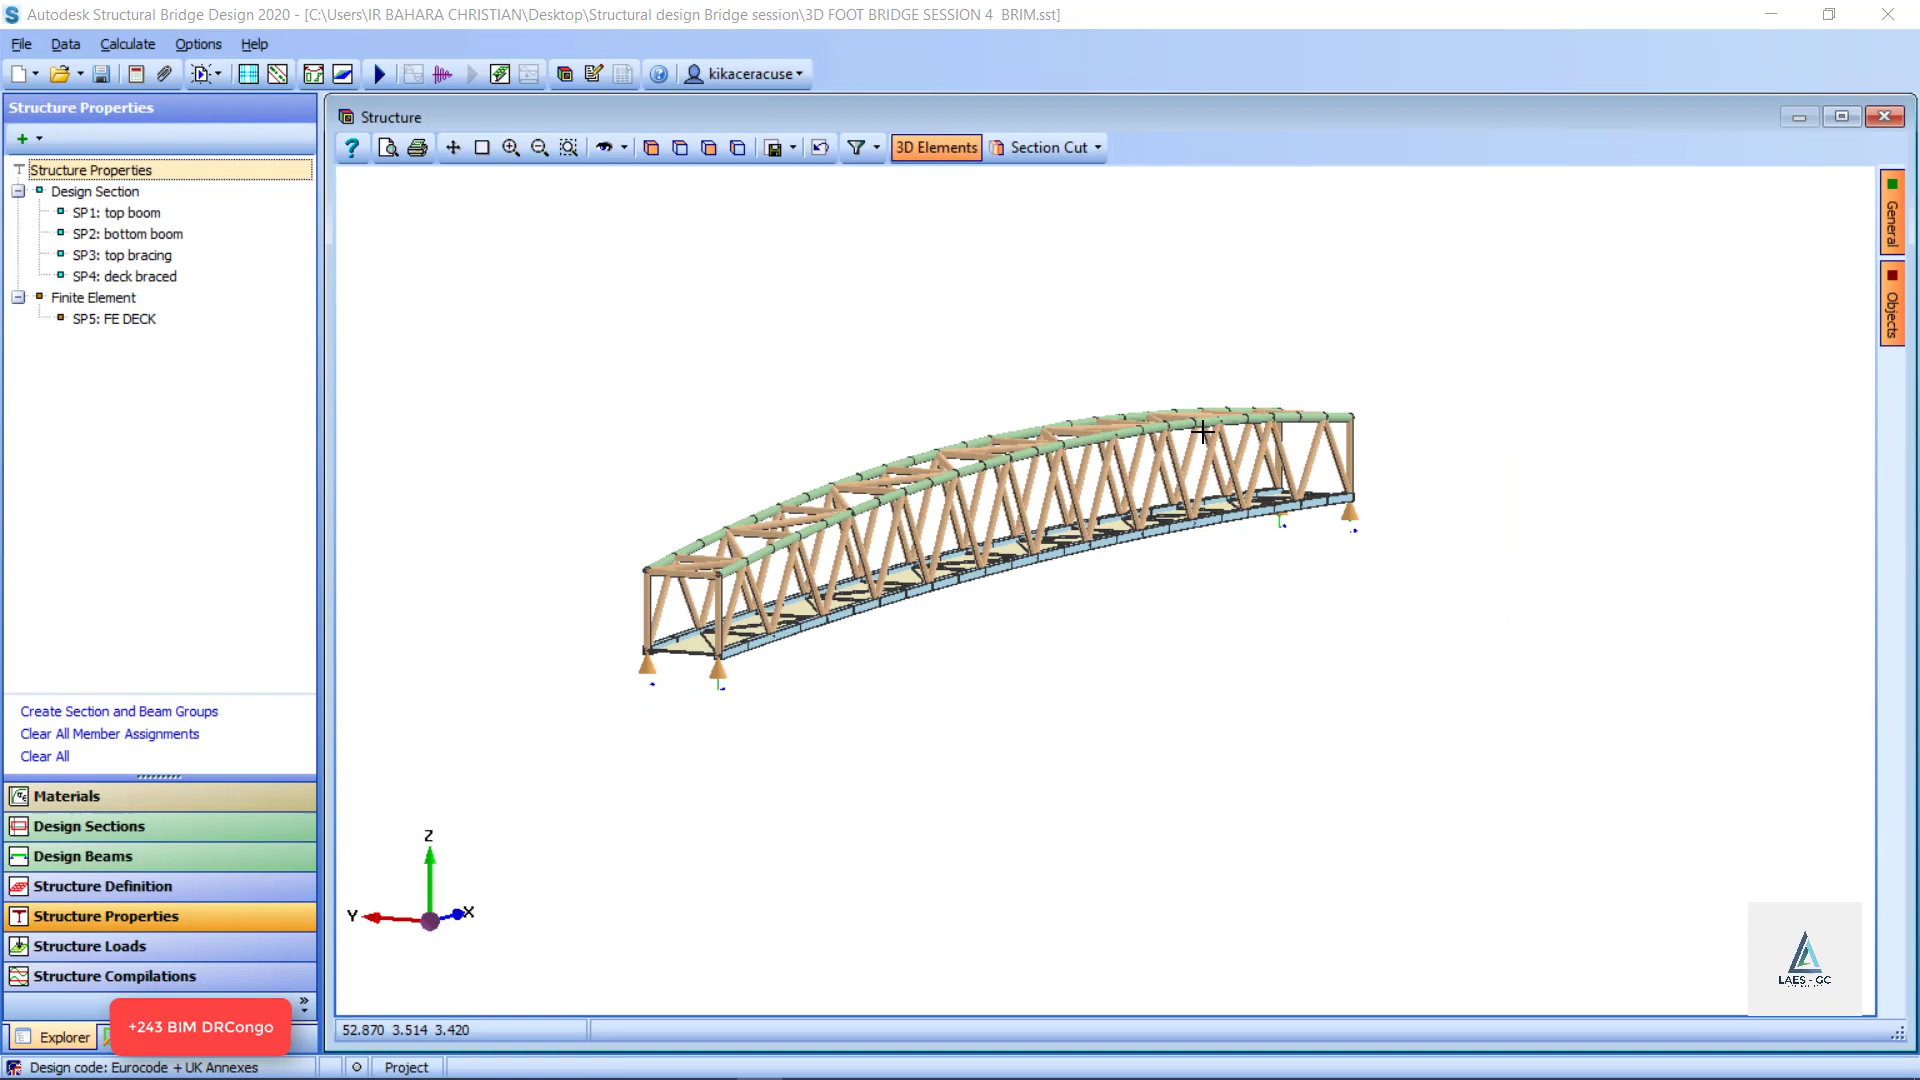 Autodesk Structural Bridge Design 2020 - [C:\Users\IR BAHARA CHRISTIAN\Desktop\Structural design Bridge session\3D FOOT BRIDGE SESSION 4  BRIM.sst]
File Data Calculate Options Help
kikaceracuse
Structure Properties
Structure
? 3D Elements Section Cut
Structure Properties
Design Section
SP1: top boom
SP2: bottom boom
SP3: top bracing
SP4: deck braced
Finite Element
SP5: FE DECK
General
Objects
Create Section and Beam Groups
Clear All Member Assignments
Clear All
Materials
Design Sections
Design Beams
Structure Definition
Structure Properties
Structure Loads
Structure Compilations
Z
Y
X
LAES - GC
+243 BIM DRCongo
Explorer
52.870 3.514 3.420
Design code: Eurocode + UK Annexes
Project